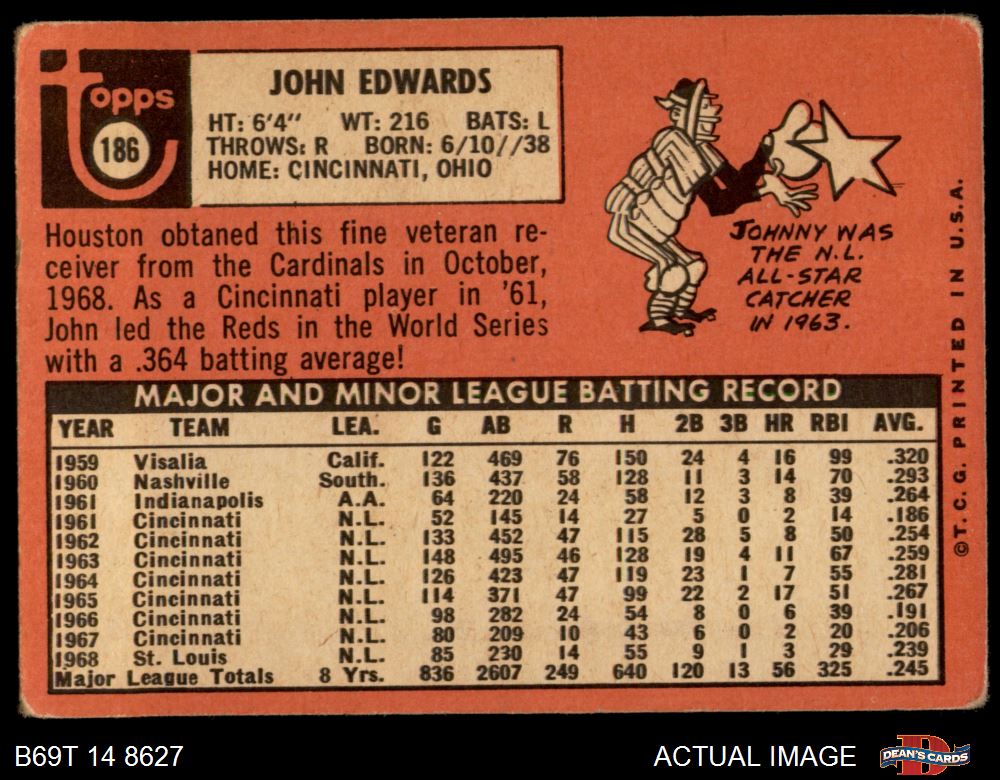 topps
186
JOHN EDWARDS
HT: 6'4" WT: 216 BATS: L
THROWS: R BORN: 6/10//38
HOME: CINCINNATI, OHIO
Houston obtaned this fine veteran re-
ceiver from the Cardinals in October,
1968. As a Cincinnati player in '61,
John led the Reds in the World Series
with a .364 batting average!
JOHNNY WAS
THE N.L.
ALL-STAR
CATCHER
IN 1963.
MAJOR AND MINOR LEAGUE BATTING RECORD
YEAR TEAM LEA. G AB R H 2B 3B HR RBI AVG.
1959 Visalia Calif. 122 469 76 150 24 4 16 99 .320
1960 Nashville South. 136 437 58 128 11 3 14 70 .293
1961 Indianapolis A.A. 64 220 24 58 12 3 8 39 .264
1961 Cincinnati N.L. 52 145 14 27 5 0 2 14 .186
1962 Cincinnati N.L. 133 452 47 115 28 5 8 50 .254
1963 Cincinnati N.L. 148 495 46 128 19 4 11 67 .259
1964 Cincinnati N.L. 126 423 47 119 23 1 7 55 .281
1965 Cincinnati N.L. 114 371 47 99 22 2 17 51 .267
1966 Cincinnati N.L. 98 282 24 54 8 0 6 39 .191
1967 Cincinnati N.L. 80 209 10 43 6 0 2 20 .206
1968 St. Louis N.L. 85 230 14 55 9 1 3 29 .239
Major League Totals 8 Yrs. 836 2607 249 640 120 13 56 325 .245
©T.C.G. PRINTED IN U.S.A.
B69T 14 8627
ACTUAL IMAGE
DEAN'S CARDS